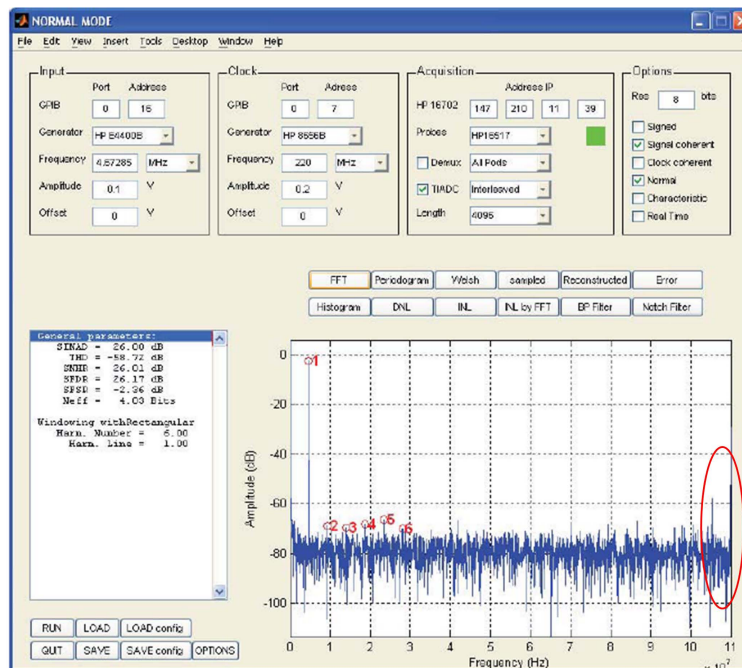 NORMAL MODE
File Edit View Insert Tools Desktop Window Help
Input
Port Address
GPIB 0 16
Generator HP E4400B
Frequency 4.67285 MHz
Amplitude 0.1 V
Offset 0 V
Clock
Port Adress
GPIB 0 7
Generator HP 8656B
Frequency 220 MHz
Amplitude 0.2 V
Offset 0 V
Acquisition
Address IP
HP 16702 147 210 11 39
Probes HP16517
Demux All Pods
TIADC Interleaved
Length 4096
Options
Res 8 bits
Signed
Signal coherent
Clock coherent
Normal
Characteristic
Real Time
FFT Periodogram Welsh sampled Reconstructed Error
Histogram DNL INL INL by FFT BP Filter Notch Filter
General parameters:
SINAD = 26.00 dB
THD = -58.72 dB
SNHR = 26.01 dB
SFDR = 26.17 dB
SPSD = -2.36 dB
Neff = 4.03 Bits
Windowing withRectangular
Harm. Number = 6.00
Harm. Line = 1.00
RUN LOAD LOAD config
QUIT SAVE SAVE config OPTIONS
Amplitude (dB)
0
-20
-40
-60
-80
-100
1
2 3 4 5 6
0 1 2 3 4 5 6 7 8 9 10 11
Frequency (Hz)
x 10^7